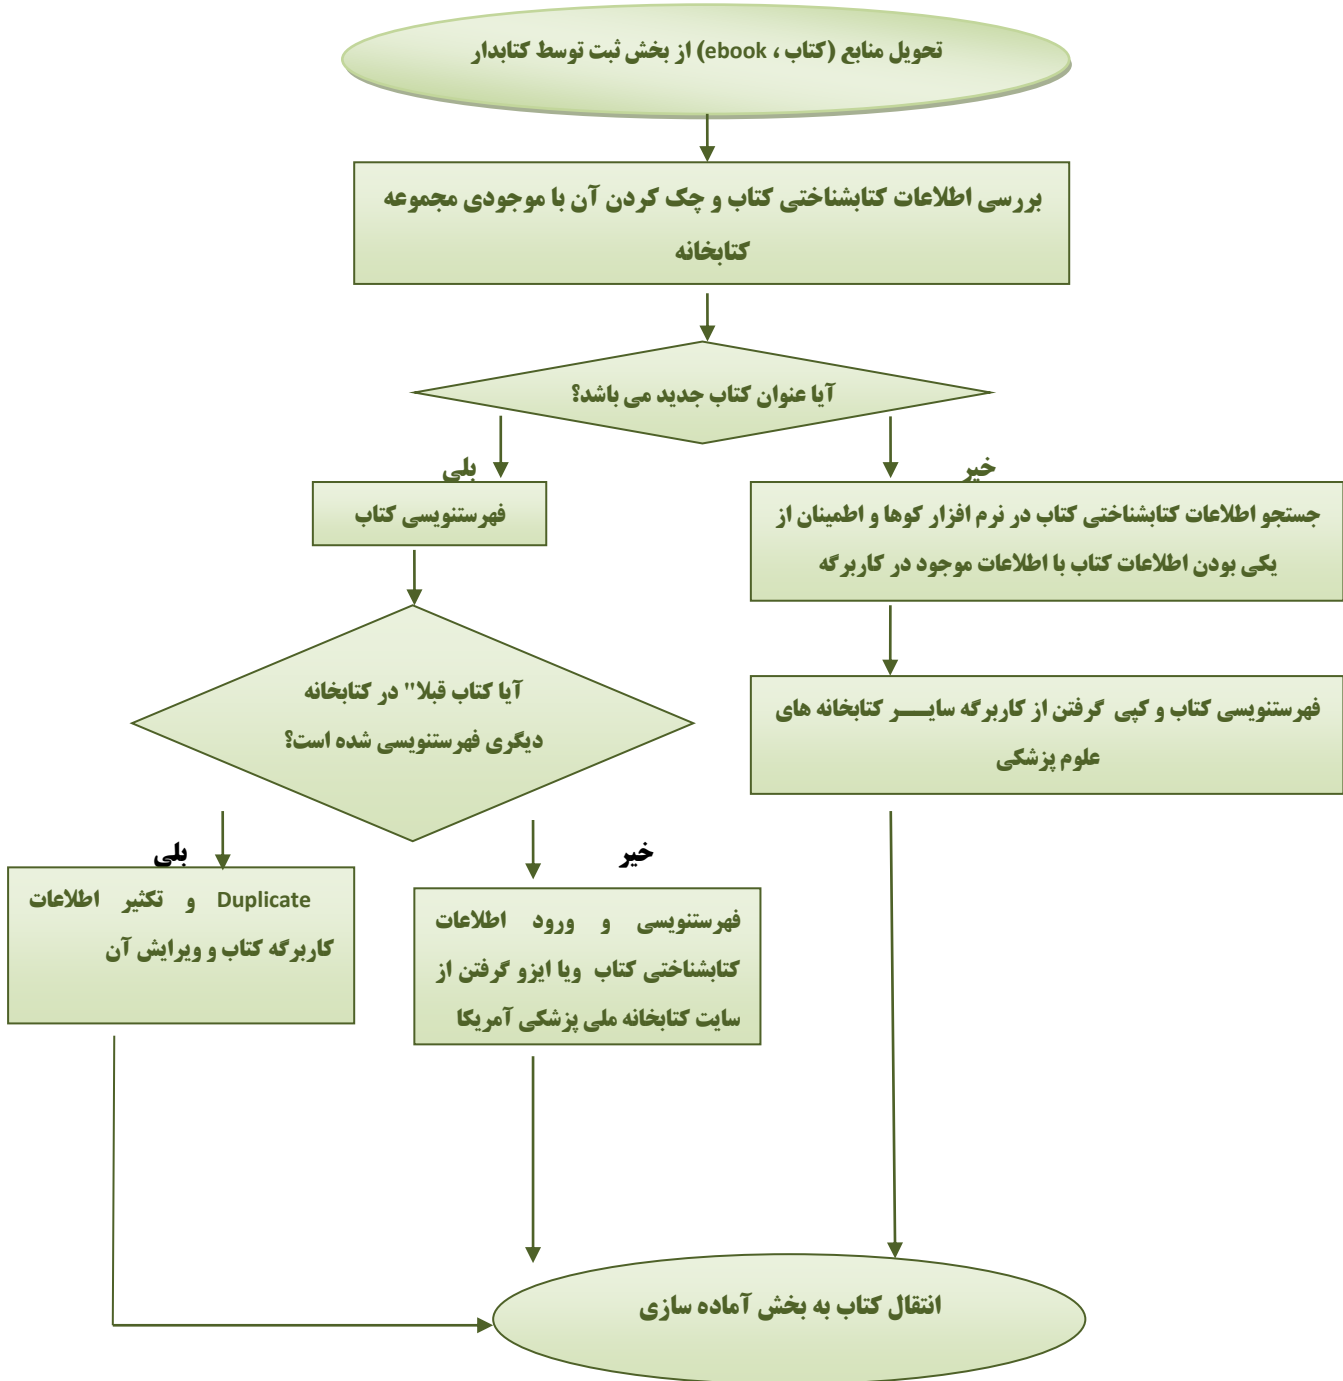 تحویل منابع (کتاب ، ebook) از بخش ثبت توسط کتابدار
بررسی اطلاعات کتابشناختی کتاب و چک کردن آن با موجودی مجموعه
کتابخانه
آیا عنوان کتاب جدید می باشد؟
خیر
بلی
جستجو اطلاعات کتابشناختی کتاب در نرم افزار کوها و اطمینان از
یکی بودن اطلاعات کتاب با اطلاعات موجود در کاربرگه
فهرستنویسی کتاب
فهرستنویسی کتاب و کپی گرفتن از کاربرگه سایـــر کتابخانه های
علوم پزشکی
آیا کتاب قبلا" در کتابخانه
دیگری فهرستنویسی شده است؟
خیر
بلی
فهرستنویسی و ورود اطلاعات
کتابشناختی کتاب ویا ایزو گرفتن از
سایت کتابخانه ملی پزشکی آمریکا
Duplicate و تکثیر اطلاعات
کاربرگه کتاب و ویرایش آن
انتقال کتاب به بخش آماده سازی